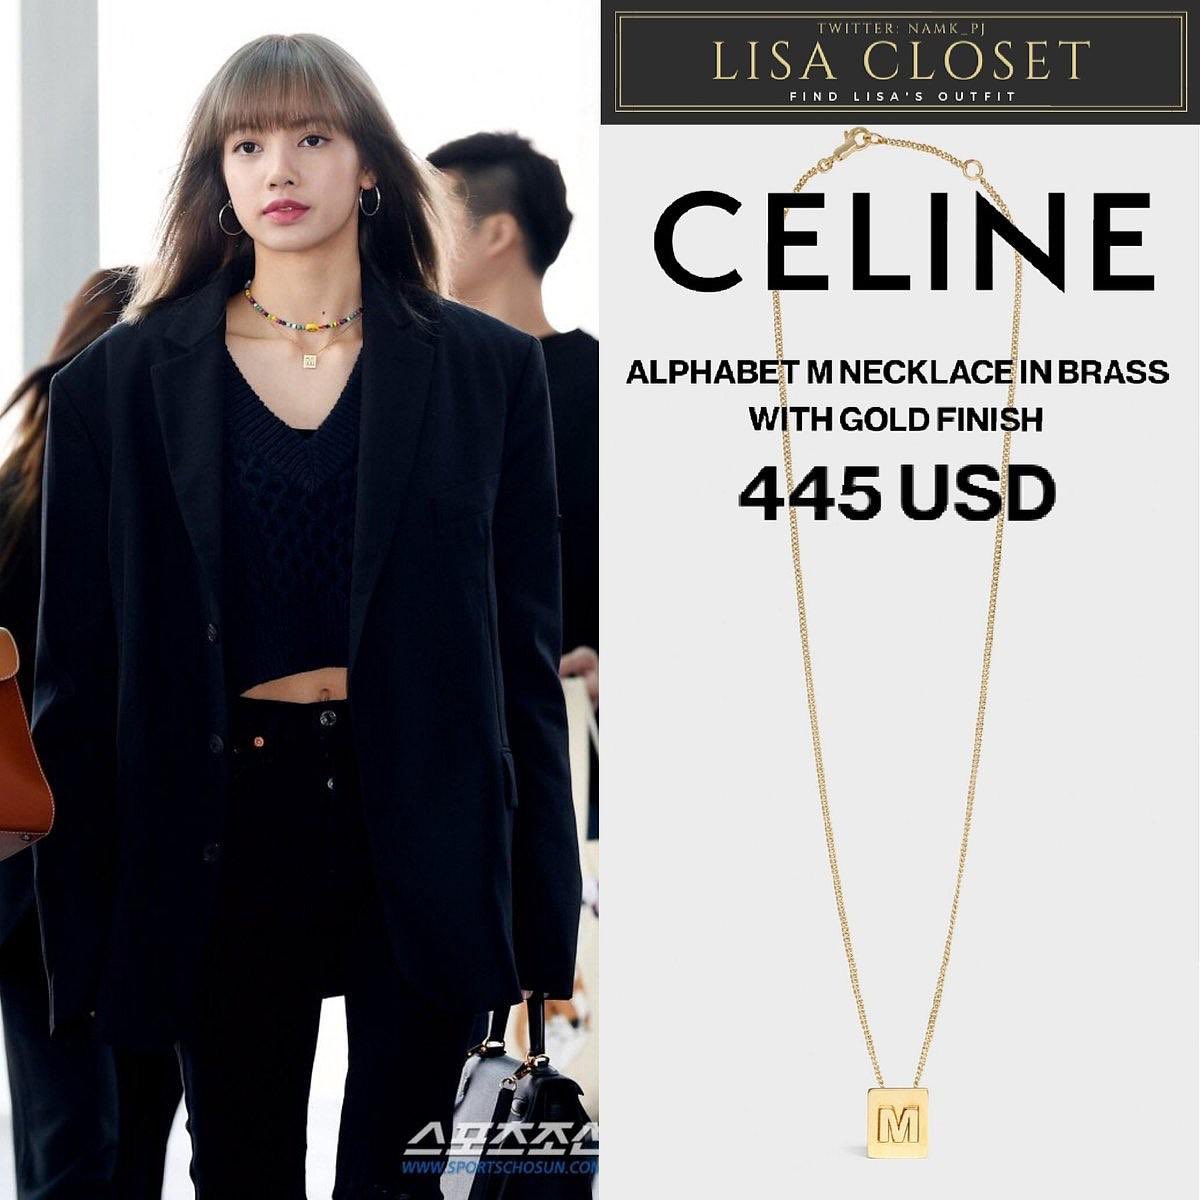 TWITTER: NAMK_PJ
LISA CLOSET
FIND LISA'S OUTFIT
CELINE
ALPHABET M NECKLACE IN BRASS
WITH GOLD FINISH
445 USD
M
M
스포츠조선
WWW.SPORTSCHOSUN.COM